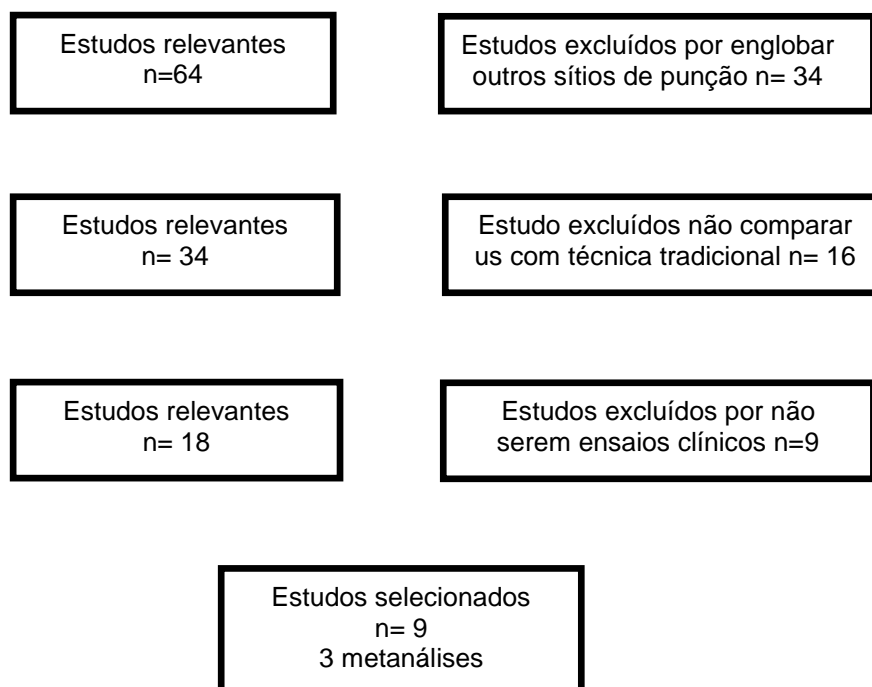 Estudos relevantes
n=64
Estudos excluídos por englobar
outros sítios de punção n= 34
Estudos relevantes
n= 34
Estudo excluídos não comparar
us com técnica tradicional n= 16
Estudos relevantes
n= 18
Estudos excluídos por não
serem ensaios clínicos n=9
Estudos selecionados
n= 9
3 metanálises